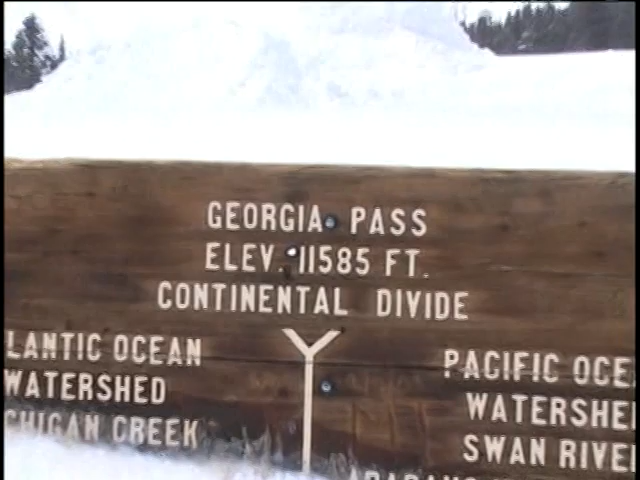 GEORGIA PASS
ELEV. 11585 FT.
CONTINENTAL DIVIDE
LANTIC OCEAN
WATERSHED
CHIGAN CREEK
PACIFIC OCE
WATERSHE
SWAN RIVE